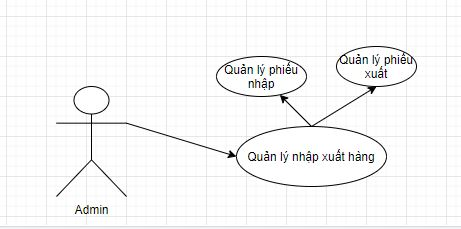 Quản lý phiếu
nhập
Quản lý phiếu
xuất
Quản lý nhập xuất hàng
Admin